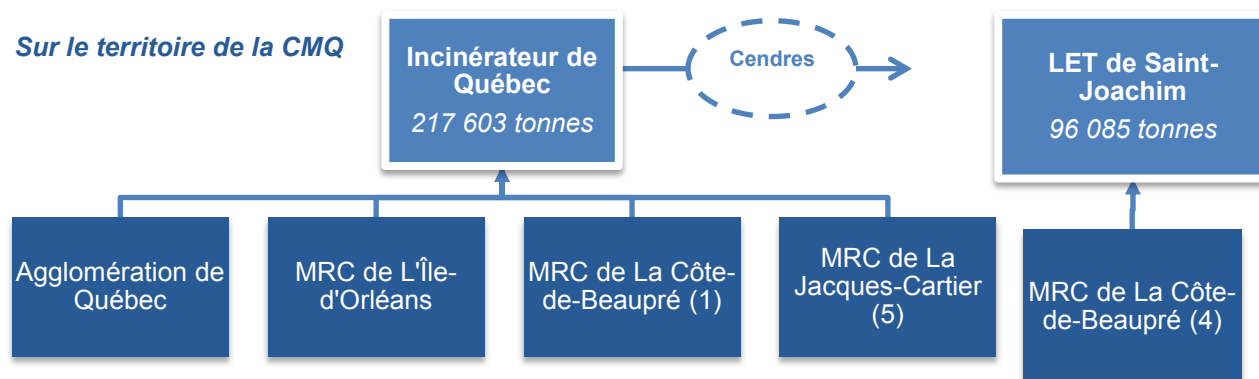 Sur le territoire de la CMQ
Incinérateur de
Québec
217 603 tonnes
Cendres
LET de Saint-
Joachim
96 085 tonnes
Agglomération de
Québec
MRC de L'Île-
d'Orléans
MRC de La Côte-
de-Beaupré (1)
MRC de La
Jacques-Cartier
(5)
MRC de La Côte-
de-Beaupré (4)